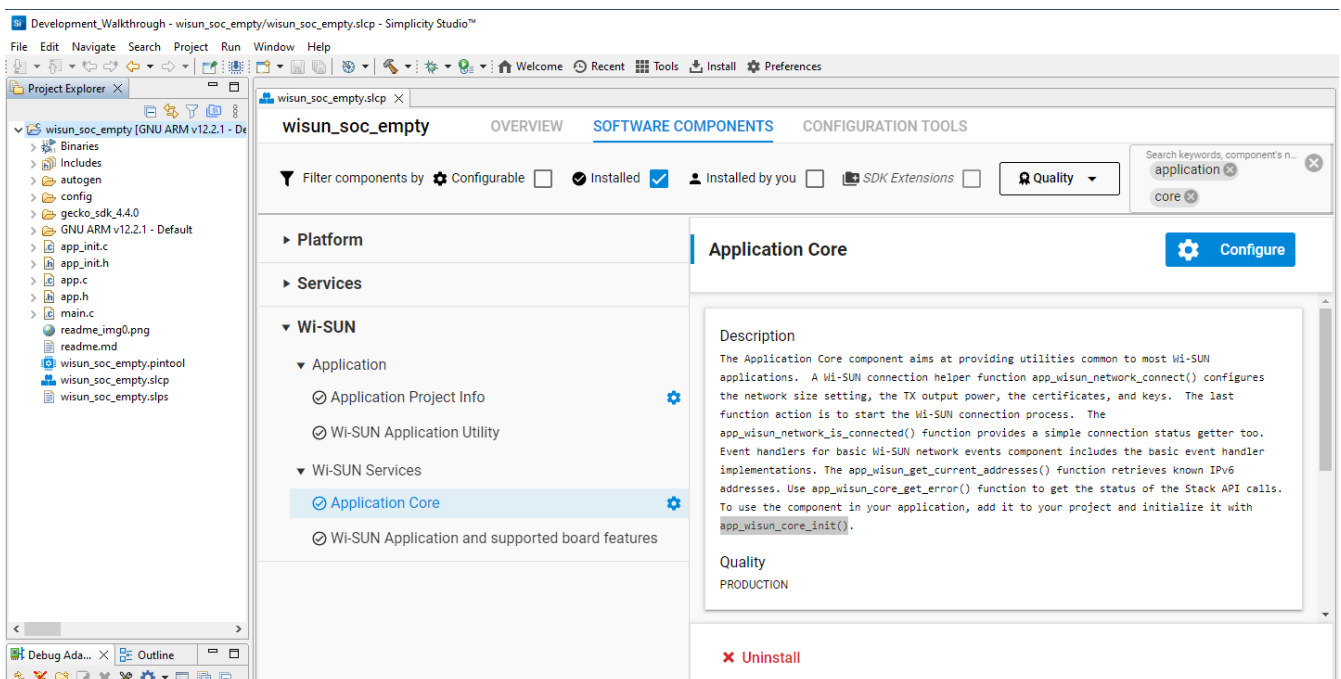 Development_Walkthrough - wisun_soc_empty/wisun_soc_empty.slcp - Simplicity Studio™
File Edit Navigate Search Project Run Window Help
Welcome Recent Tools Install Preferences
Project Explorer
wisun_soc_empty [GNU ARM v12.2.1 - De
Binaries
Includes
autogen
config
gecko_sdk_4.4.0
GNU ARM v12.2.1 - Default
app_init.c
app_init.h
app.c
app.h
main.c
readme_img0.png
readme.md
wisun_soc_empty.pintool
wisun_soc_empty.slcp
wisun_soc_empty.slps
Debug Ada... Outline
wisun_soc_empty.slcp
wisun_soc_empty OVERVIEW SOFTWARE COMPONENTS CONFIGURATION TOOLS
Filter components by Configurable Installed Installed by you SDK Extensions Quality
Search keywords, component's n...
application
core
Platform
Services
Wi-SUN
Application
Application Project Info
Wi-SUN Application Utility
Wi-SUN Services
Application Core
Wi-SUN Application and supported board features
Application Core
Configure
Description
The Application Core component aims at providing utilities common to most Wi-SUN
applications. A Wi-SUN connection helper function app_wisun_network_connect() configures
the network size setting, the TX output power, the certificates, and keys. The last
function action is to start the Wi-SUN connection process. The
app_wisun_network_is_connected() function provides a simple connection status getter too.
Event handlers for basic Wi-SUN network events component includes the basic event handler
implementations. The app_wisun_get_current_addresses() function retrieves known IPv6
addresses. Use app_wisun_core_get_error() function to get the status of the Stack API calls.
To use the component in your application, add it to your project and initialize it with
app_wisun_core_init().
Quality
PRODUCTION
Uninstall